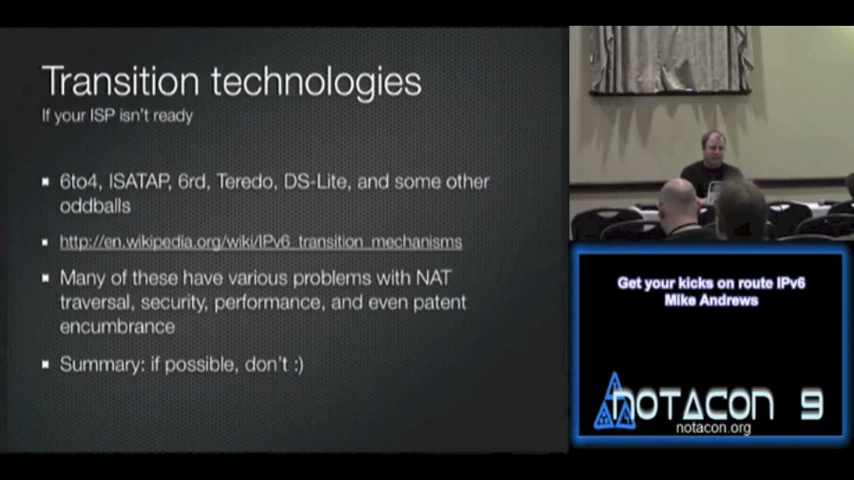 Transition technologies
If your ISP isn't ready
6to4, ISATAP, 6rd, Teredo, DS-Lite, and some other
oddballs
http://en.wikipedia.org/wiki/IPv6_transition_mechanisms
Many of these have various problems with NAT
traversal, security, performance, and even patent
encumbrance
Summary: if possible, don't :)
Get your kicks on route IPv6
Mike Andrews
NOTACON 9
notacon.org